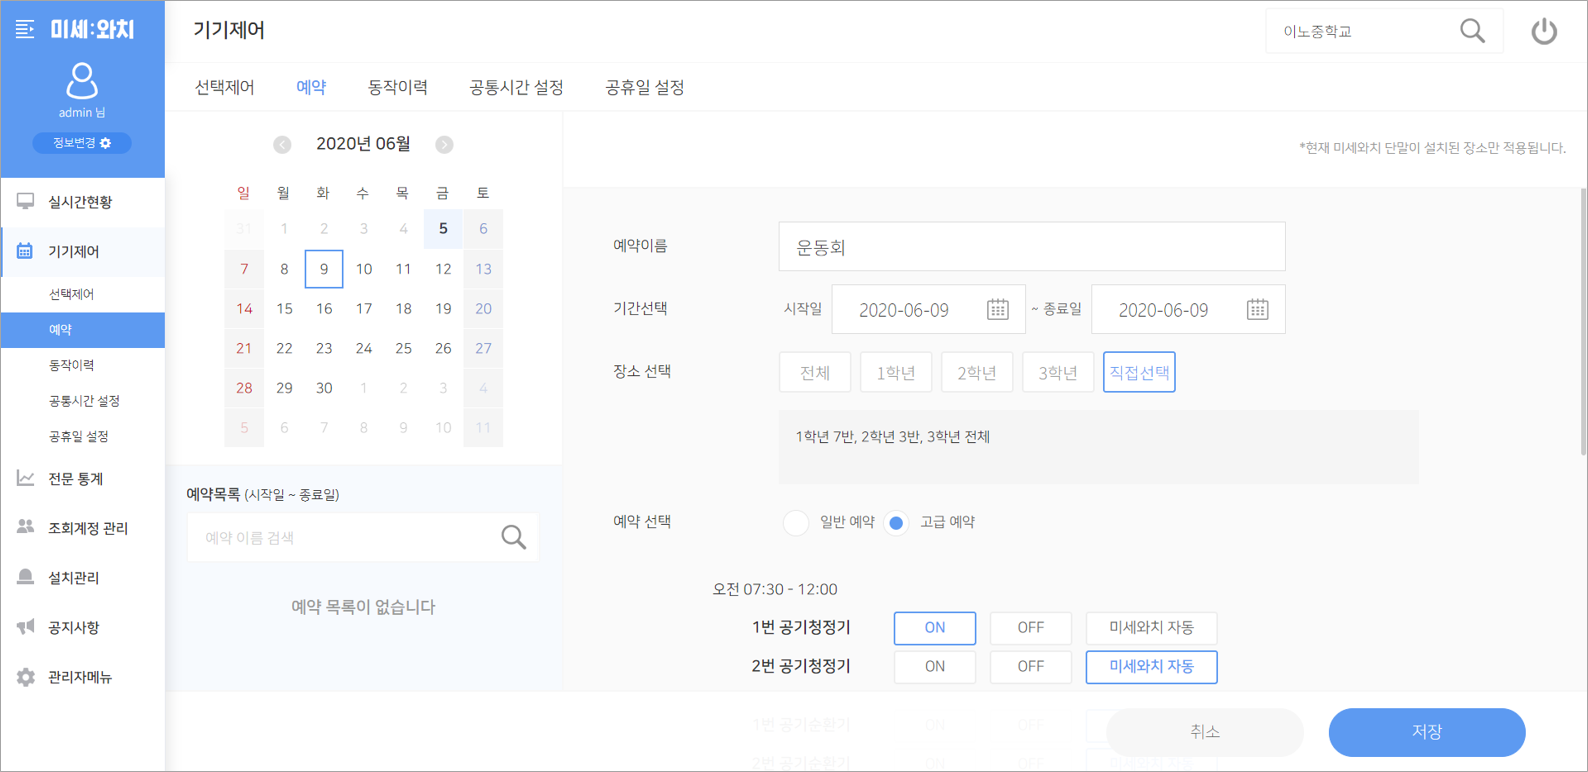 미세:와치
admin 님
정보변경
실시간현황
기기제어
선택제어
예약
동작이력
공통시간 설정
공휴일 설정
전문 통계
조회계정 관리
설치관리
공지사항
관리자메뉴
기기제어
이노중학교
선택제어 예약 동작이력 공통시간 설정 공휴일 설정
2020년 06월
일 월 화 수 목 금 토
31 1 2 3 4 5 6
7 8 9 10 11 12 13
14 15 16 17 18 19 20
21 22 23 24 25 26 27
28 29 30 1 2 3 4
5 6 7 8 9 10 11
예약목록 (시작일 ~ 종료일)
예약 이름 검색
예약 목록이 없습니다
*현재 미세와치 단말이 설치된 장소만 적용됩니다.
예약이름 운동회
기간선택 시작일 2020-06-09 ~ 종료일 2020-06-09
장소 선택 전체 1학년 2학년 3학년 직접선택
1학년 7반, 2학년 3반, 3학년 전체
예약 선택 일반 예약 고급 예약
오전 07:30 - 12:00
1번 공기청정기 ON OFF 미세와치 자동
2번 공기청정기 ON OFF 미세와치 자동
1번 공기순환기 ON OFF
2번 공기순환기 ON OFF 미세와치 자동
취소 저장